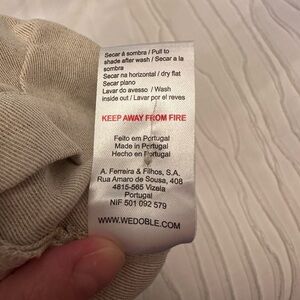 Secar à sombra / Pull to
shade after wash / Secar a la
sombra
Secar na horizontal / dry flat
Secar plano
Lavar do avesso / Wash
inside out / Lavar por el reves
KEEP AWAY FROM FIRE
Feito em Portugal
Made in Portugal
Hecho en Portugal
A. Ferreira & Filhos, S.A.
Rua Amaro de Sousa, 408
4815-565 Vizela
Portugal
NIF 501 092 579
WWW.WEDOBLE.COM